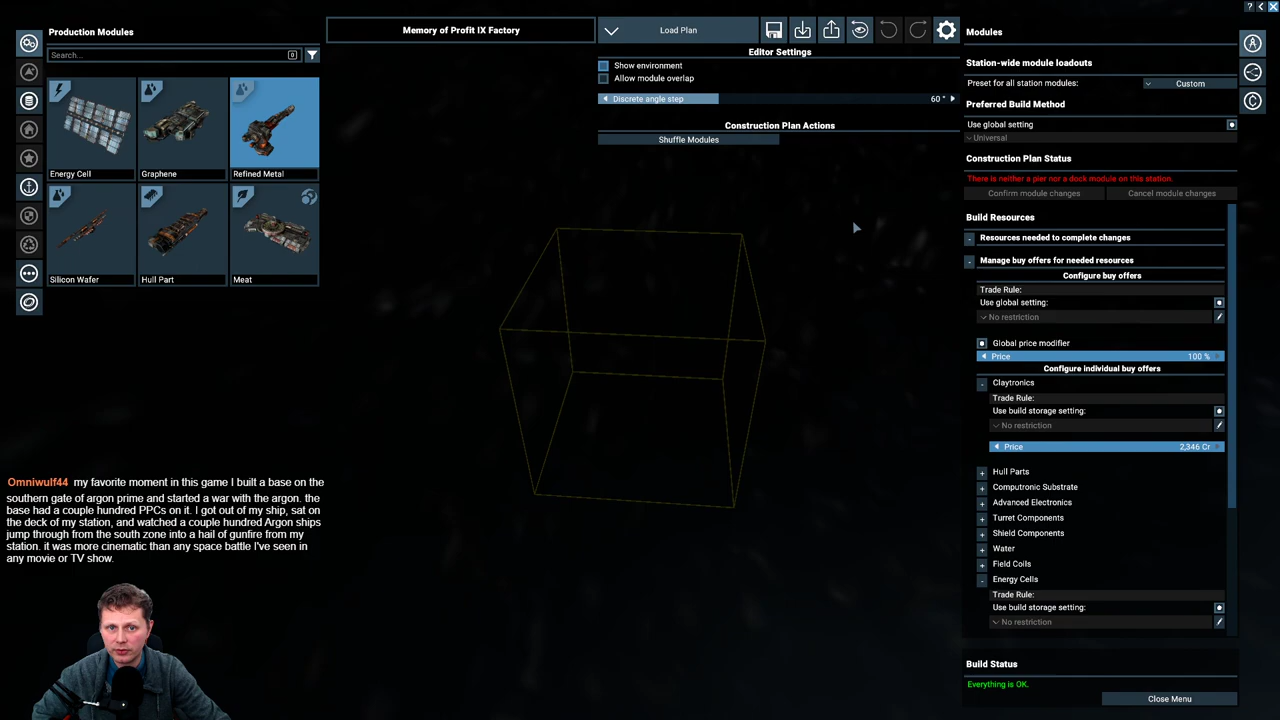 Production Modules
Search...
0
Energy Cell
Graphene
Refined Metal
Silicon Wafer
Hull Part
Meat
Memory of Profit IX Factory
Load Plan
Editor Settings
Show environment
Allow module overlap
Discrete angle step
60 °
Construction Plan Actions
Shuffle Modules
Modules
Station-wide module loadouts
Preset for all station modules:
Custom
Preferred Build Method
Use global setting
Universal
Construction Plan Status
There is neither a pier nor a dock module on this station.
Confirm module changes
Cancel module changes
Build Resources
- Resources needed to complete changes
- Manage buy offers for needed resources
Configure buy offers
Trade Rule:
Use global setting:
No restriction
Global price modifier
Price
100 %
Configure individual buy offers
- Claytronics
Trade Rule:
Use build storage setting:
No restriction
Price
2,346 Cr
+ Hull Parts
+ Computronic Substrate
+ Advanced Electronics
+ Turret Components
+ Shield Components
+ Water
+ Field Coils
- Energy Cells
Trade Rule:
Use build storage setting:
No restriction
Build Status
Everything is OK.
Close Menu
Omniwulf44 my favorite moment in this game I built a base on the
southern gate of argon prime and started a war with the argon. the
base had a couple hundred PPCs on it. I got out of my ship, sat on
the deck of my station, and watched a couple hundred Argon ships
jump through from the south zone into a hail of gunfire from my
station. it was more cinematic than any space battle I've seen in
any movie or TV show.